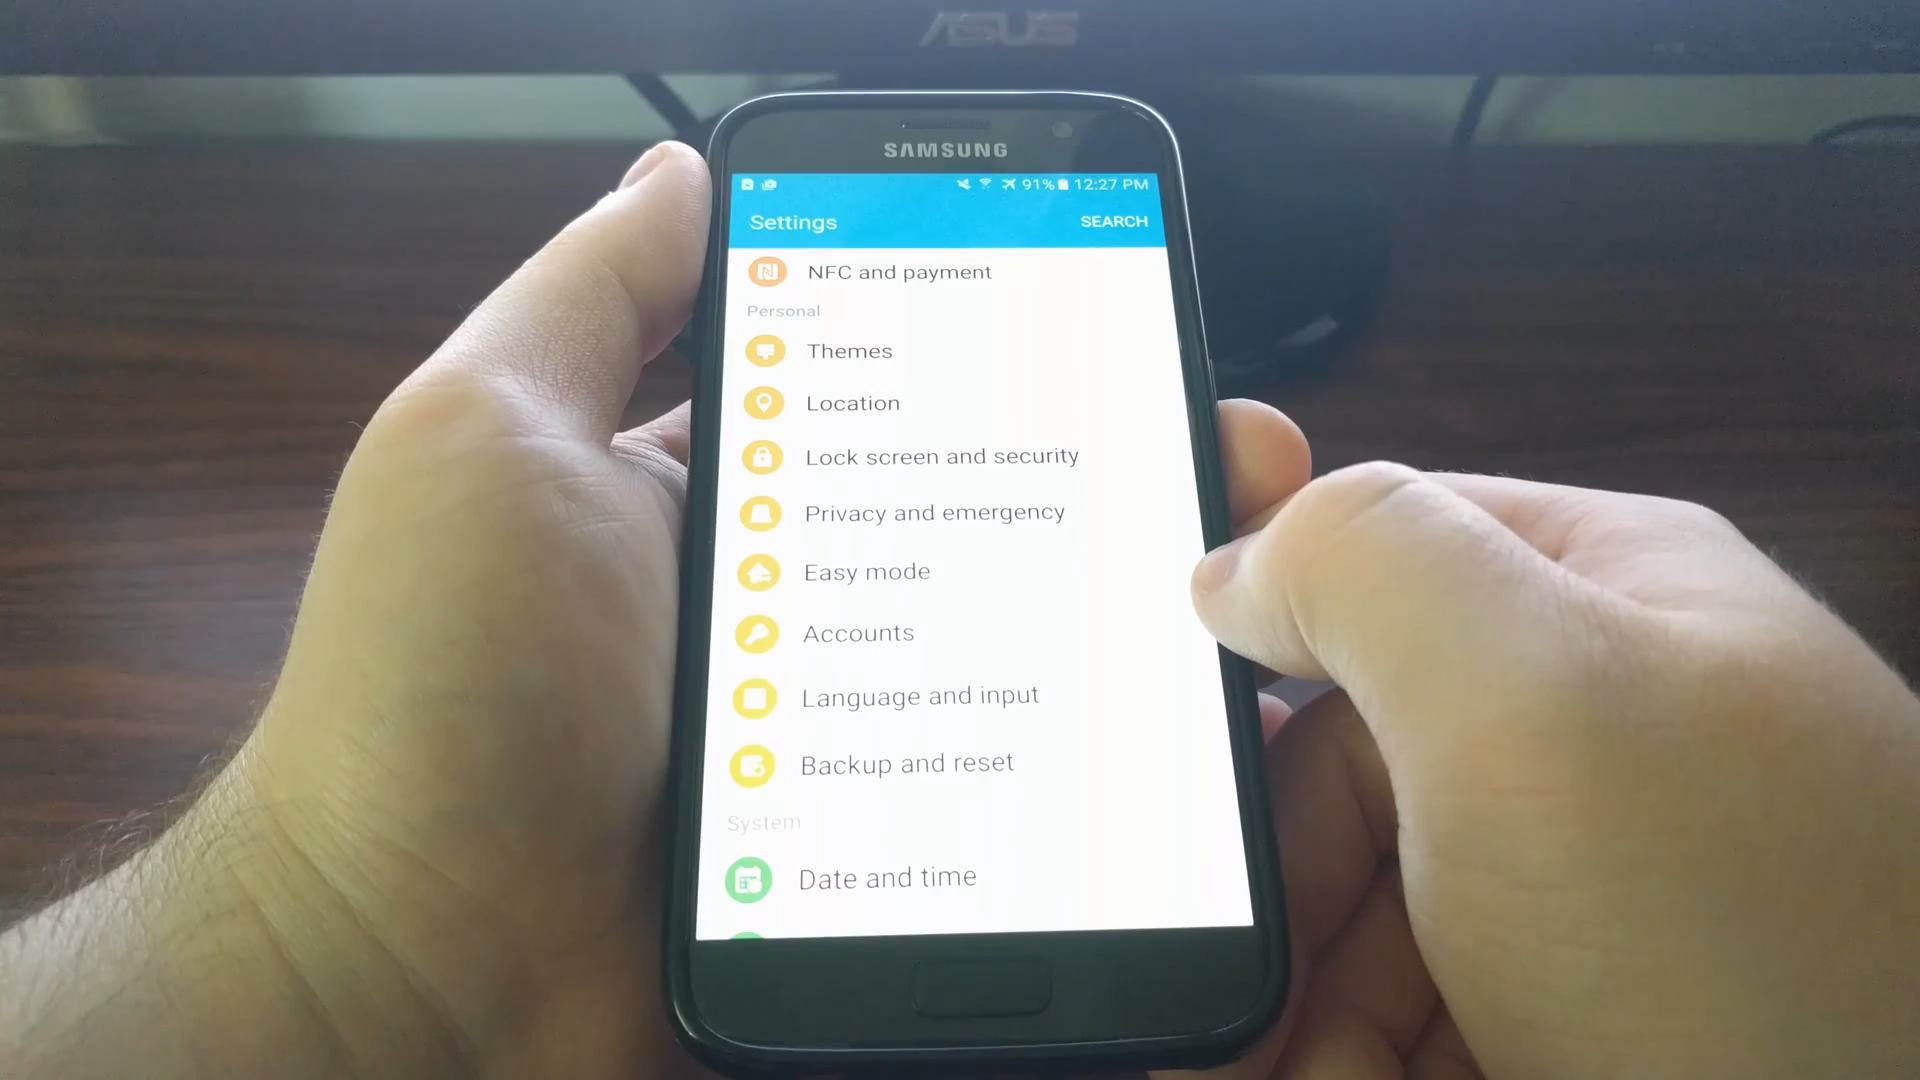 ASUS
SAMSUNG
91% 12:27 PM
Settings SEARCH
NFC and payment
Personal
Themes
Location
Lock screen and security
Privacy and emergency
Easy mode
Accounts
Language and input
Backup and reset
System
Date and time